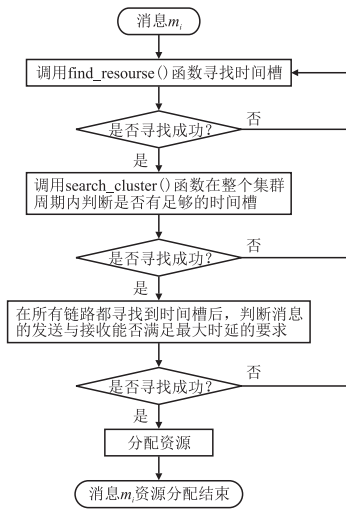 消息mi
调用find_resourse()函数寻找时间槽
是否寻找成功？
否
是
调用search_cluster()函数在整个集群
周期内判断是否有足够的时间槽
是否寻找成功？
否
是
在所有链路都寻找到时间槽后，判断消息
的发送与接收能否满足最大时延的要求
是否寻找成功？
否
是
分配资源
消息mi资源分配结束